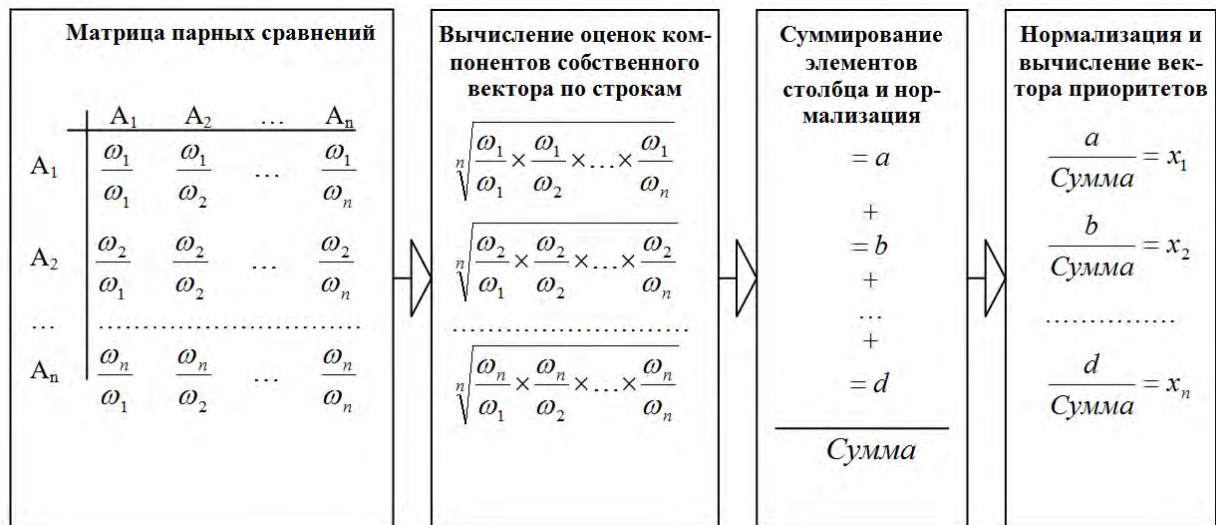 Матрица парных сравнений
A₁ A₂ … Aₙ
A₁ ω₁/ω₁ ω₁/ω₂ … ω₁/ωₙ
A₂ ω₂/ω₁ ω₂/ω₂ … ω₂/ωₙ
… ……………………………
Aₙ ωₙ/ω₁ ωₙ/ω₂ … ωₙ/ωₙ
Вычисление оценок ком-
понентов собственного
вектора по строкам
ⁿ√(ω₁/ω₁ × ω₁/ω₂ × … × ω₁/ωₙ)
ⁿ√(ω₂/ω₁ × ω₂/ω₂ × … × ω₂/ωₙ)
……………………………
ⁿ√(ωₙ/ω₁ × ωₙ/ω₂ × … × ωₙ/ωₙ)
Суммирование
элементов
столбца и нор-
мализация
= a
+
= b
+
…
+
= d
Сумма
Нормализация и
вычисление век-
тора приоритетов
a/Сумма = x₁
b/Сумма = x₂
……………
d/Сумма = xₙ